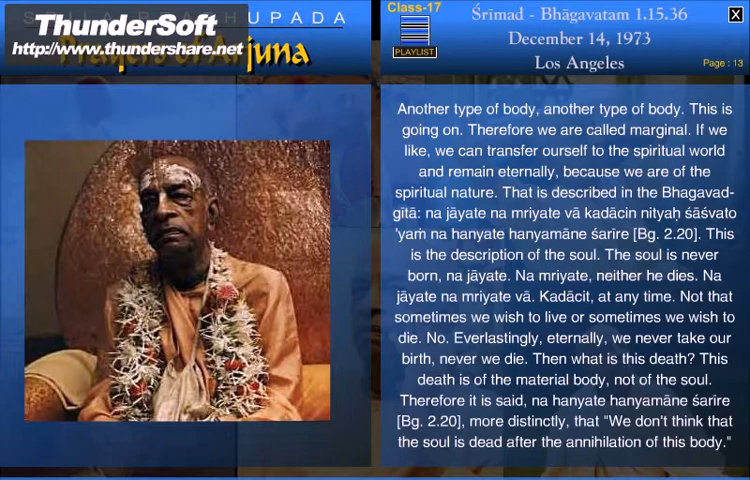 S PRABHUPADA
ThunderSoft
http://www.thundershare.net
Prayers of Arjuna
Class-17
PLAYLIST
Śrīmad - Bhāgavatam 1.15.36
December 14, 1973
Los Angeles
X
Page : 13
Another type of body, another type of body. This is
going on. Therefore we are called marginal. If we
like, we can transfer ourself to the spiritual world
and remain eternally, because we are of the
spiritual nature. That is described in the Bhagavad-
gītā: na jāyate na mriyate vā kadācin nityaḥ śāśvato
'yaṁ na hanyate hanyamāne śarīre [Bg. 2.20]. This
is the description of the soul. The soul is never
born, na jāyate. Na mriyate, neither he dies. Na
jāyate na mriyate vā. Kadācit, at any time. Not that
sometimes we wish to live or sometimes we wish to
die. No. Everlastingly, eternally, we never take our
birth, never we die. Then what is this death? This
death is of the material body, not of the soul.
Therefore it is said, na hanyate hanyamāne śarīre
[Bg. 2.20], more distinctly, that "We don't think that
the soul is dead after the annihilation of this body."